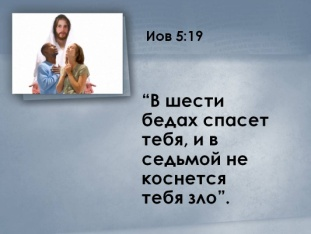 Иов 5:19
“В шести
бедах спасет
тебя, и в
седьмой не
коснется
тебя зло”.